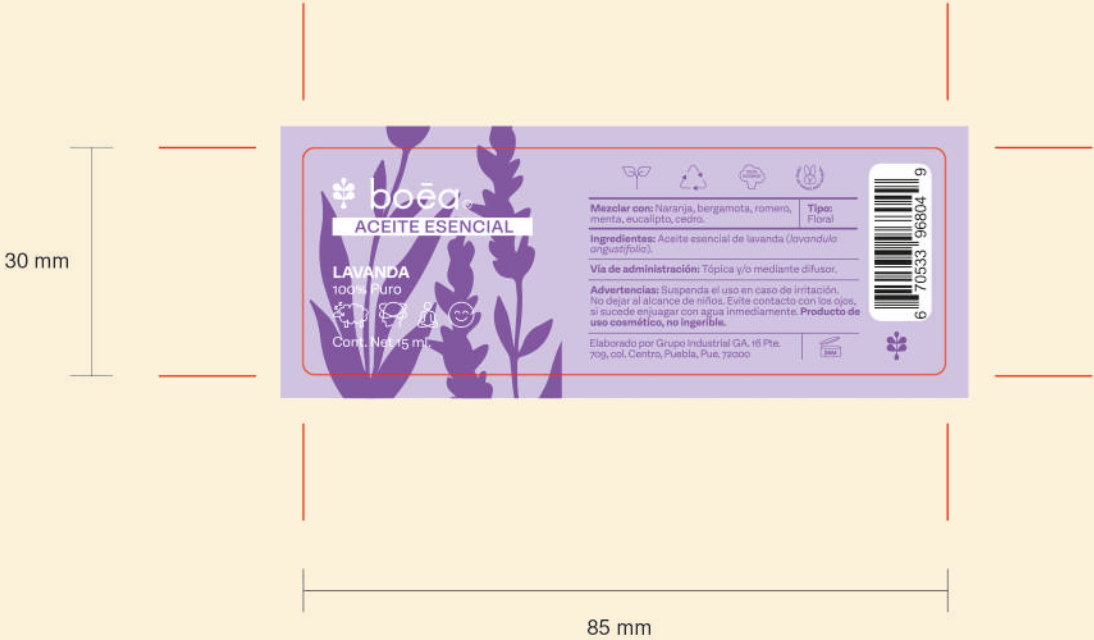 30 mm
boēa
ACEITE ESENCIAL
LAVANDA
100% Puro
Cont. Net 15 ml.
Mezclar con: Naranja, bergamota, romero,
menta, eucalipto, cedro.
Tipo:
Floral
Ingredientes: Aceite esencial de lavanda (lavandula
angustifolia).
Vía de administración: Tópica y/o mediante difusor.
Advertencias: Suspenda el uso en caso de irritación.
No dejar al alcance de niños. Evite contacto con los ojos,
si sucede enjuagar con agua inmediatamente. Producto de
uso cosmético, no ingerible.
Elaborado por Grupo Industrial GA. 16 Pte.
709, col. Centro, Puebla, Pue. 72000
24M
6 70533 96804 9
85 mm